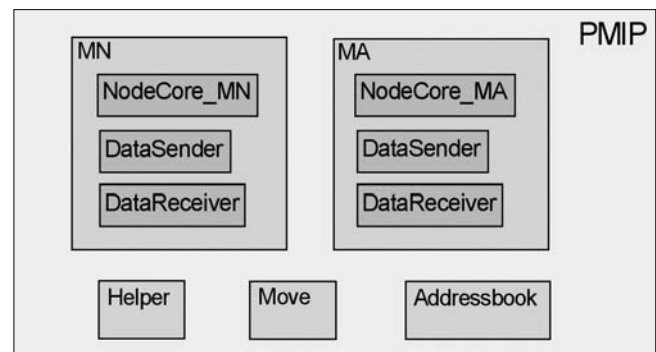 PMIP
MN
NodeCore_MN
DataSender
DataReceiver
MA
NodeCore_MA
DataSender
DataReceiver
Helper
Move
Addressbook